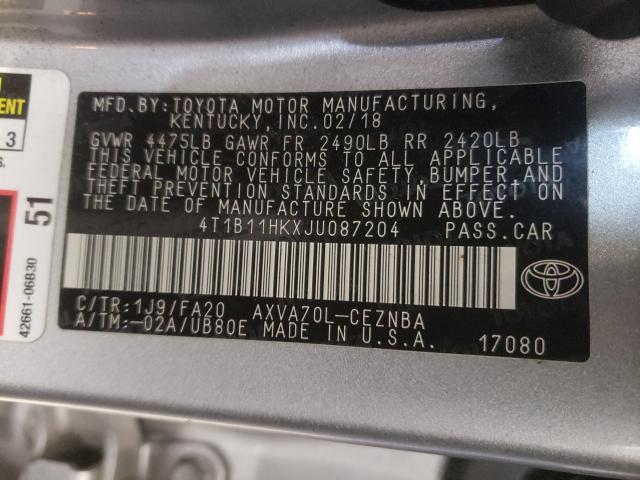 MFD.BY:TOYOTA MOTOR MANUFACTURING,
KENTUCKY, INC.02/18
GVWR 4475LB GAWR FR 2490LB RR 2420LB
THIS VEHICLE CONFORMS TO ALL APPLICABLE
FEDERAL MOTOR VEHICLE SAFETY, BUMPER, AND
THEFT PREVENTION STANDARDS IN EFFECT ON
THE DATE OF MANUFACTURE SHOWN ABOVE.
4T1B11HKXJU087204 PASS.CAR
C/TR:1J9/FA20 AXVA70L-CEZNBA
A/TM:-02A/UB80E MADE IN U.S.A. 17080
3
51
42661-06B30